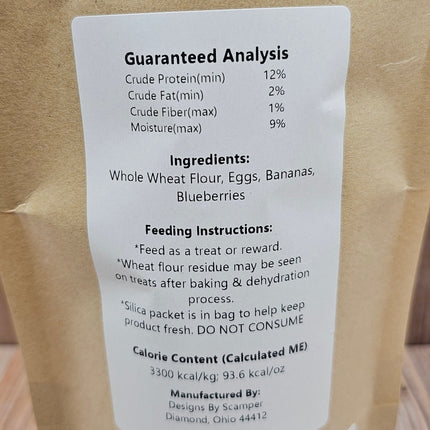 Guaranteed Analysis
Crude Protein(min) 12%
Crude Fat(min) 2%
Crude Fiber(max) 1%
Moisture(max) 9%
Ingredients:
Whole Wheat Flour, Eggs, Bananas,
Blueberries
Feeding Instructions:
*Feed as a treat or reward.
*Wheat flour residue may be seen
on treats after baking & dehydration
process.
*Silica packet is in bag to help keep
product fresh. DO NOT CONSUME
Calorie Content (Calculated ME)
3300 kcal/kg; 93.6 kcal/oz
Manufactured By:
Designs By Scamper
Diamond, Ohio 44412